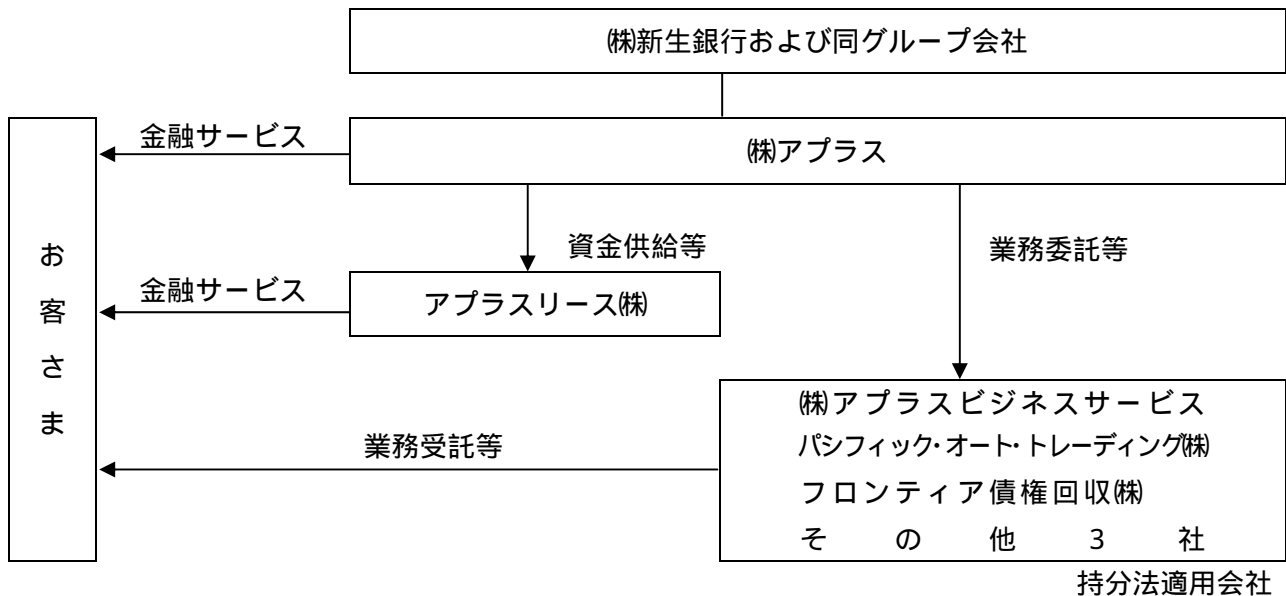 ㈱新生銀行および同グループ会社
金融サービス
㈱アプラス
資金供給等
業務委託等
お客さま
金融サービス
アプラスリース㈱
業務受託等
㈱アプラスビジネスサービス
パシフィック・オート・トレーディング㈱
フロンティア債権回収㈱
その他3社
持分法適用会社